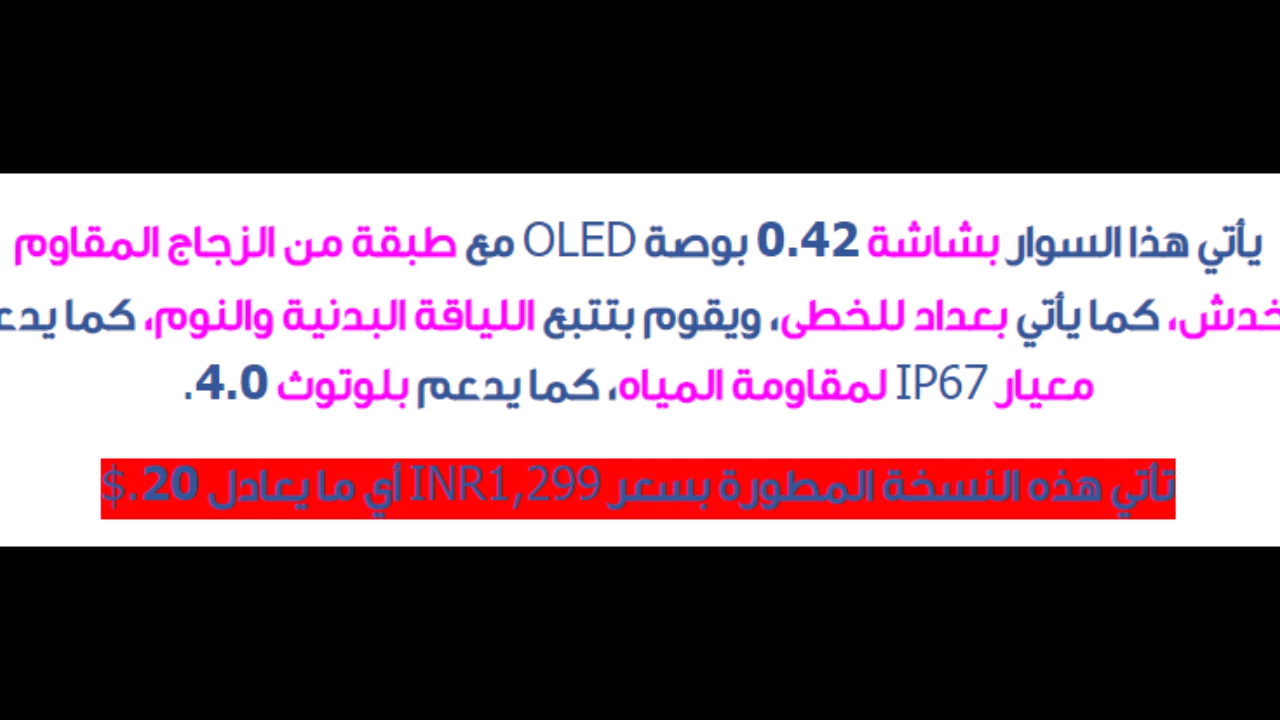 يأتي هذا السوار بشاشة 0.42 بوصة OLED مع طبقة من الزجاج المقاوم
خدش، كما يأتي بعداد للخطى، ويقوم بتتبع اللياقة البدنية والنوم، كما يدع
معيار IP67 لمقاومة المياه، كما يدعم بلوتوث 4.0.
تأتي هذه النسخة المطورة بسعر INR1,299 أي ما يعادل 20.$